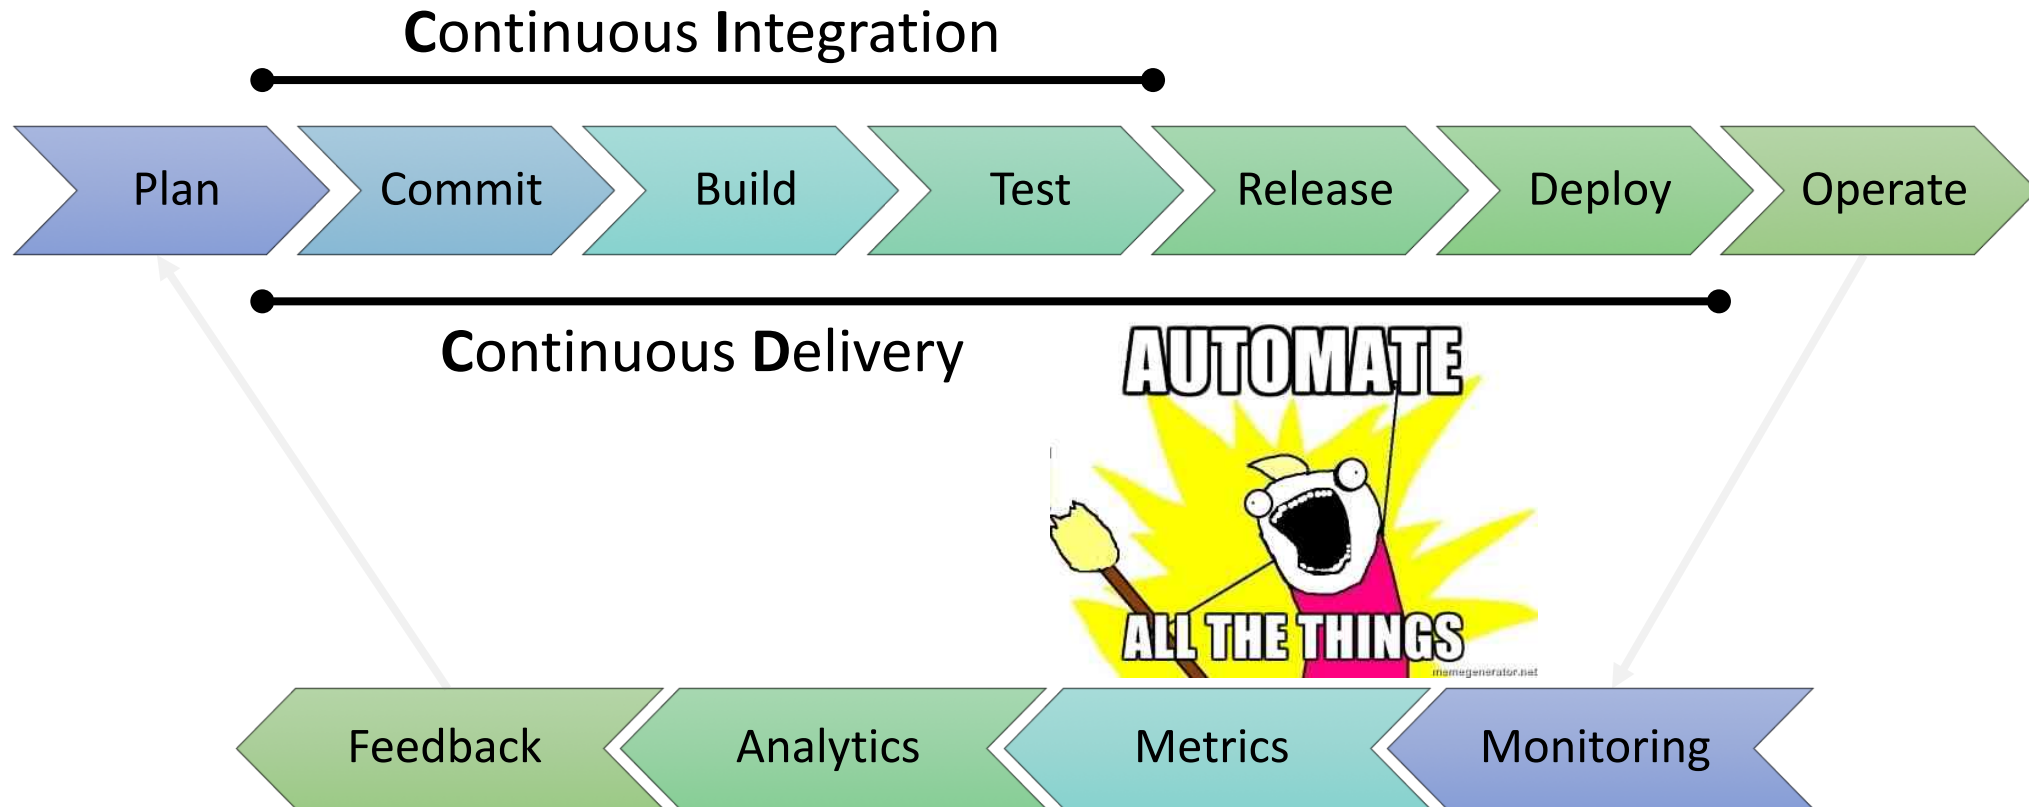 Continuous Integration
Plan
Commit
Build
Test
Release
Deploy
Operate
Continuous Delivery
AUTOMATE
ALL THE THINGS
memegenerator.net
Feedback
Analytics
Metrics
Monitoring